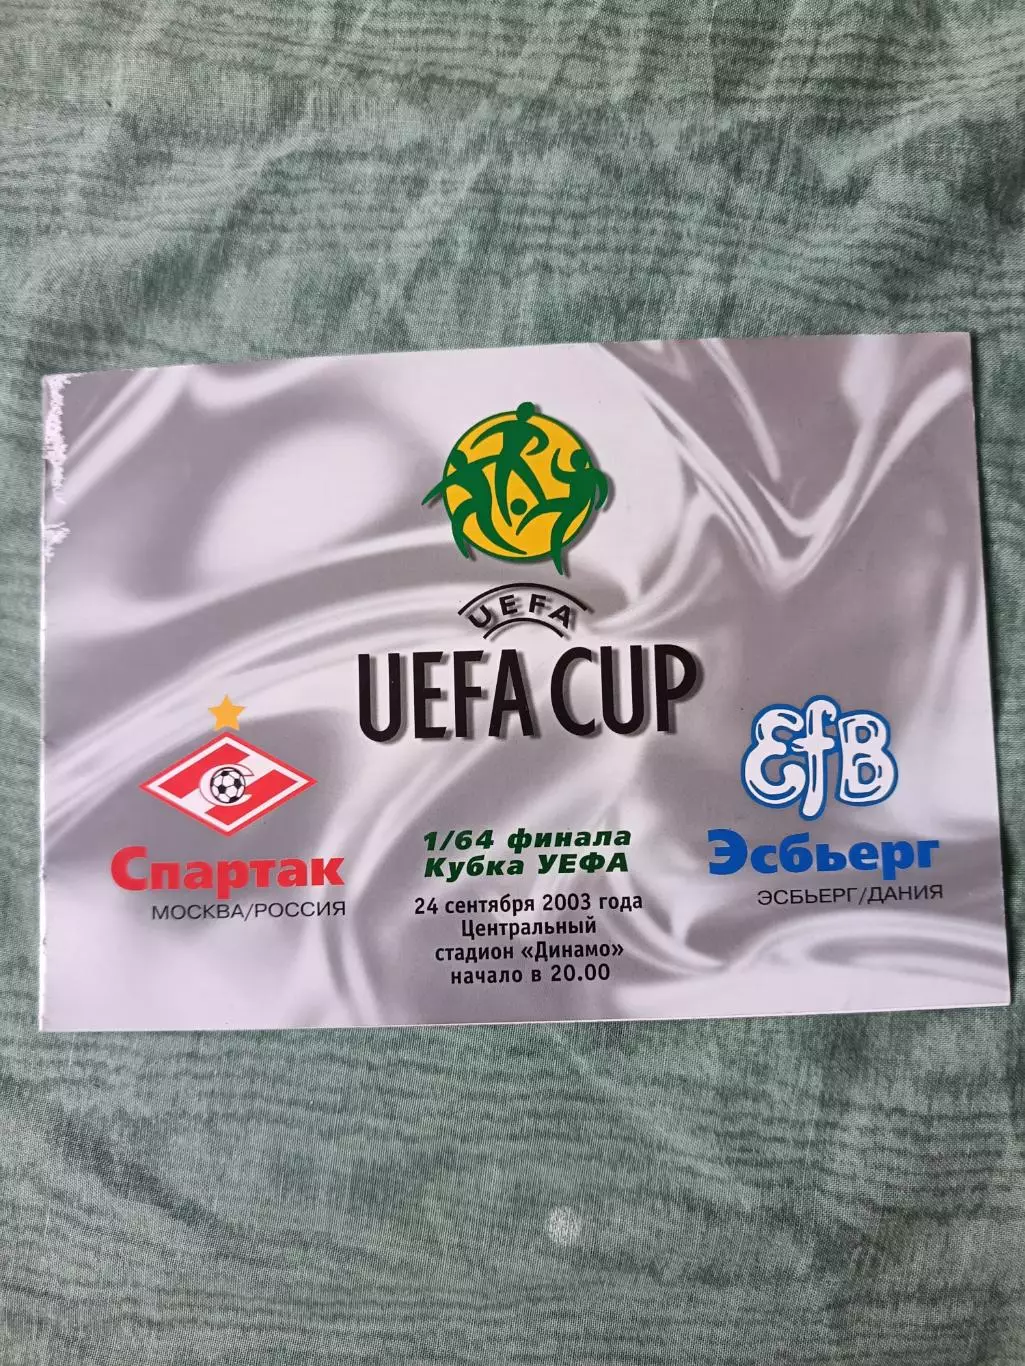 UEFA
UEFA CUP
Спартак
МОСКВА/РОССИЯ
1/64 финала
Кубка УЕФА
24 сентября 2003 года
Центральный
стадион «Динамо»
начало в 20.00
EfB
Эсбьерг
ЭСБЬЕРГ/ДАНИЯ